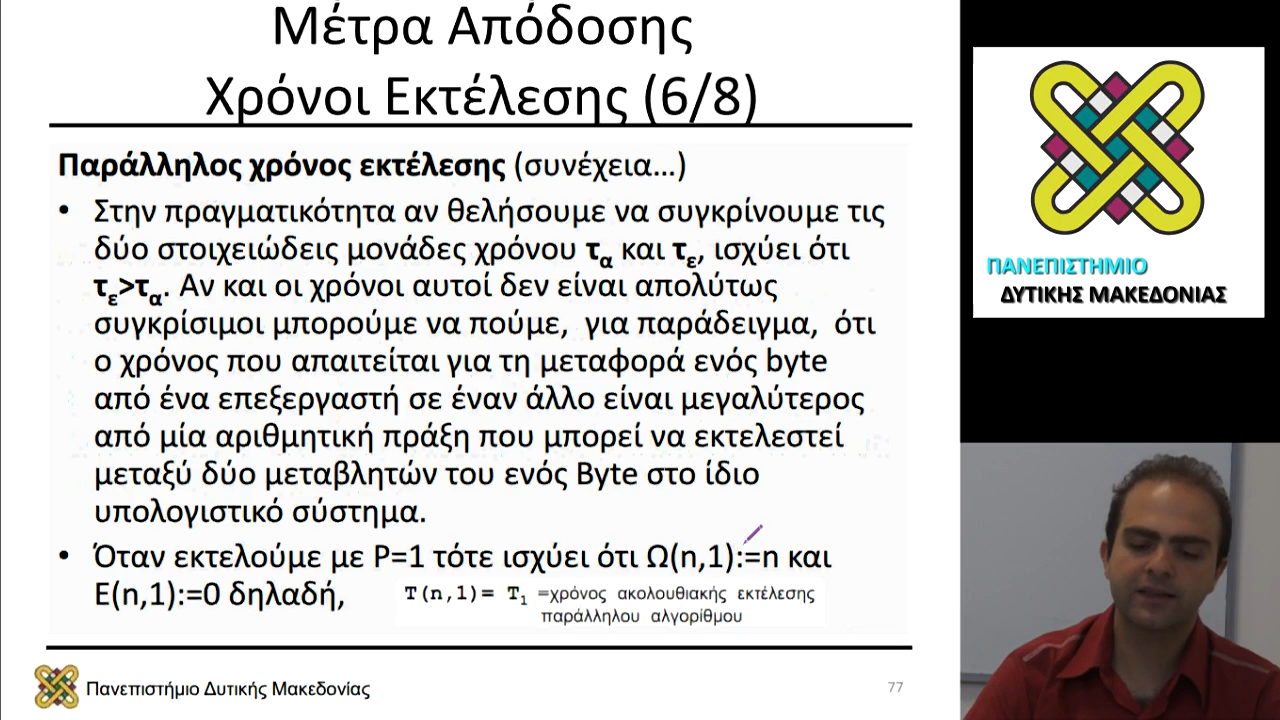 Μέτρα Απόδοσης
Χρόνοι Εκτέλεσης (6/8)
Παράλληλος χρόνος εκτέλεσης (συνέχεια...)
• Στην πραγματικότητα αν θελήσουμε να συγκρίνουμε τις
δύο στοιχειώδεις μονάδες χρόνου τα και τε, ισχύει ότι
τε>τα. Αν και οι χρόνοι αυτοί δεν είναι απολύτως
συγκρίσιμοι μπορούμε να πούμε, για παράδειγμα, ότι
ο χρόνος που απαιτείται για τη μεταφορά ενός byte
από ένα επεξεργαστή σε έναν άλλο είναι μεγαλύτερος
από μία αριθμητική πράξη που μπορεί να εκτελεστεί
μεταξύ δύο μεταβλητών του ενός Byte στο ίδιο
υπολογιστικό σύστημα.
• Όταν εκτελούμε με P=1 τότε ισχύει ότι Ω(n,1):=n και
E(n,1):=0 δηλαδή,
T(n,1)= T1 =χρόνος ακολουθιακής εκτέλεσης
παράλληλου αλγορίθμου
Πανεπιστήμιο Δυτικής Μακεδονίας
77
ΠΑΝΕΠΙΣΤΗΜΙΟ
ΔΥΤΙΚΗΣ ΜΑΚΕΔΟΝΙΑΣ